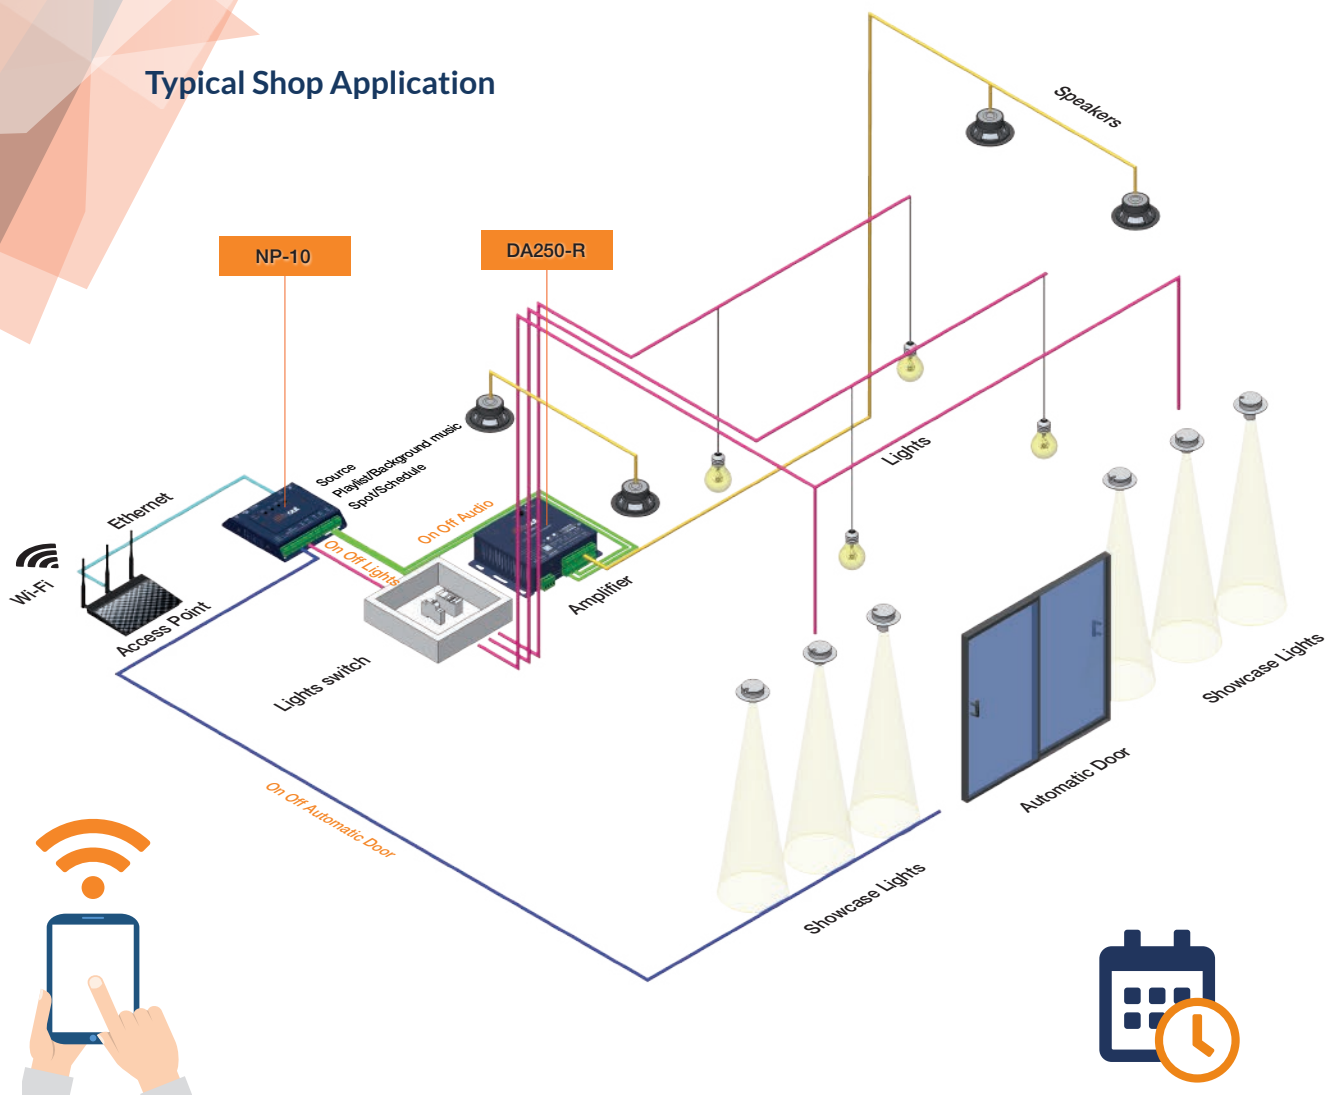 Typical Shop Application
Speakers
NP-10
DA250-R
Source
Playlist/Background music
Spot/Schedule
Ethernet
On Off Audio
On Off Lights
Lights
Wi-Fi
Access Point
Amplifier
Lights switch
Showcase Lights
Automatic Door
On Off Automatic Door
Showcase Lights